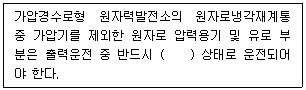 가압경수로형 원자력발전소의 원자로냉각재계통
중 가압기를 제외한 원자로 압력용기 및 유로 부
분은 출력운전 중 반드시 (    ) 상태로 운전되어
야 한다.